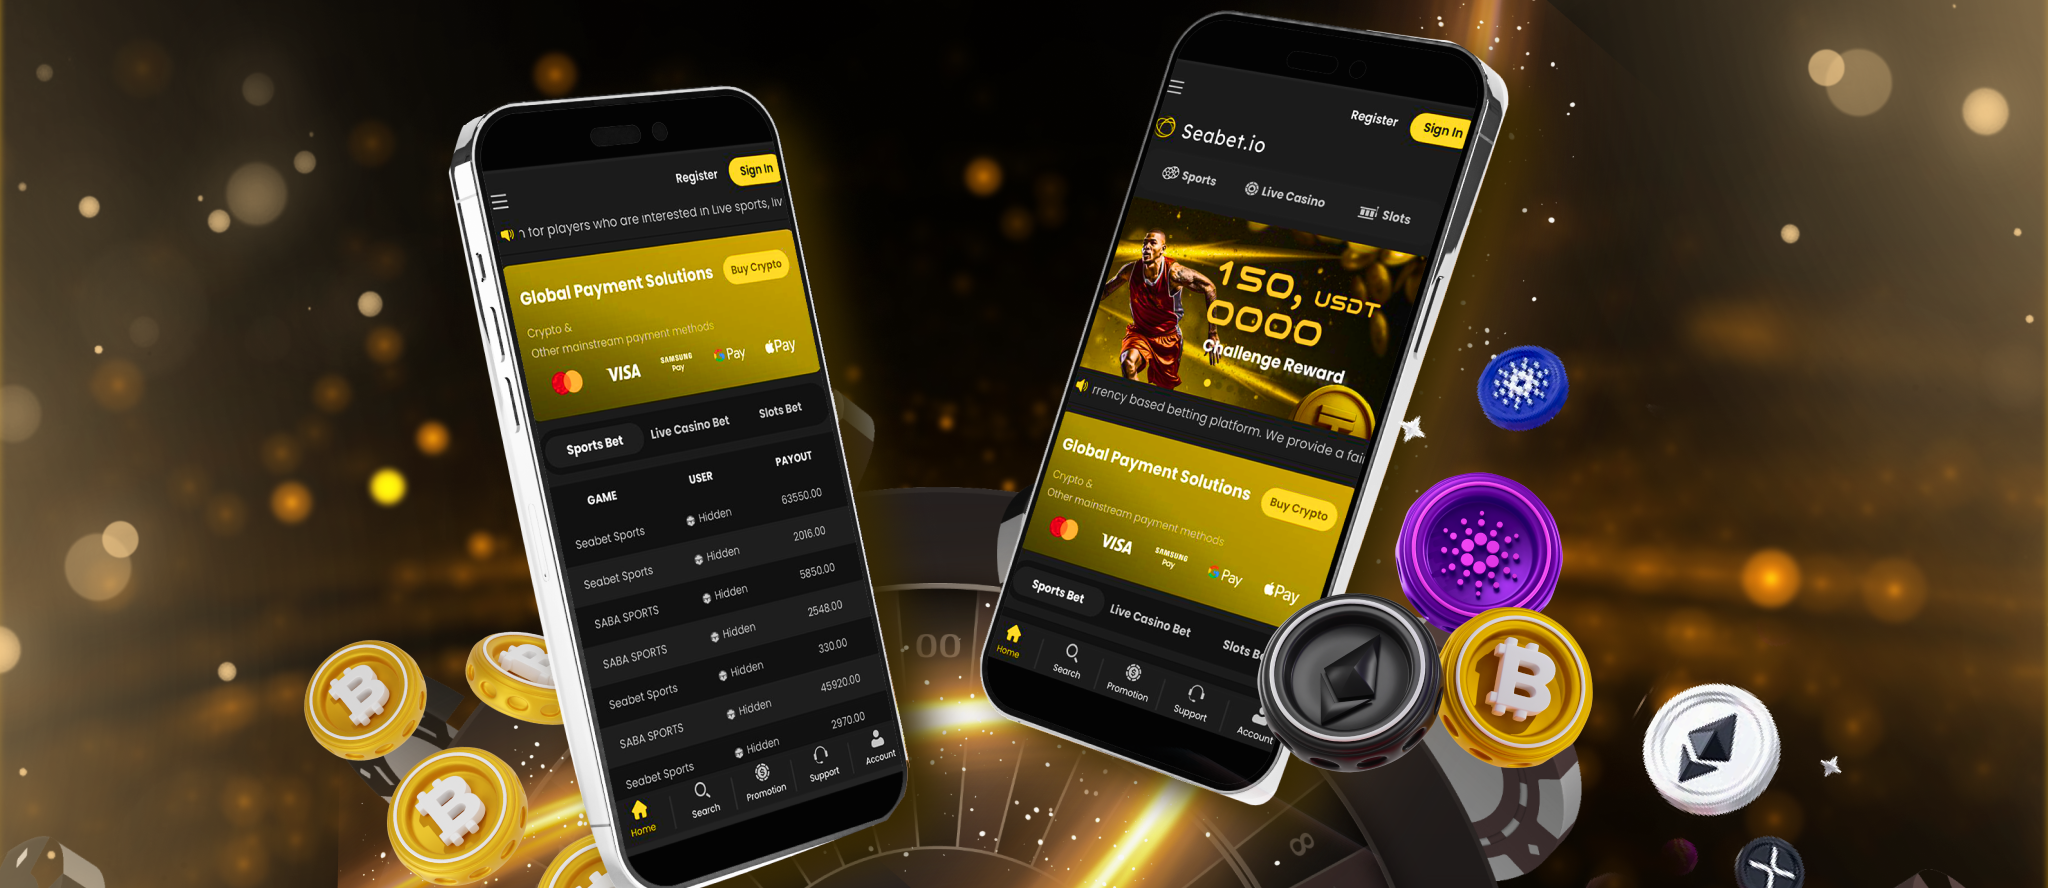 Register
Sign In
for players who are interested in Live sports, liv
Global Payment Solutions
Buy Crypto
Crypto &
Other mainstream payment methods
VISA
SAMSUNG
Pay
G Pay
Pay
Sports Bet
Live Casino Bet
Slots Bet
GAME
USER
PAYOUT
Seabet Sports
Hidden
63550.00
Seabet Sports
Hidden
2016.00
SABA SPORTS
Hidden
5850.00
SABA SPORTS
Hidden
2548.00
Seabet Sports
Hidden
330.00
SABA SPORTS
Hidden
45920.00
Seabet Sports
Hidden
2970.00
Home
Search
Promotion
Support
Account
Register
Sign In
Seabet.io
Sports
Live Casino
Slots
150, USDT
0000
Challenge Reward
rrency based betting platform. We provide a fai
Global Payment Solutions
Buy Crypto
Crypto &
Other mainstream payment methods
VISA
SAMSUNG
Pay
G Pay
Pay
Sports Bet
Live Casino Bet
Slots Be
Home
Search
Promotion
Support
Account
00
8